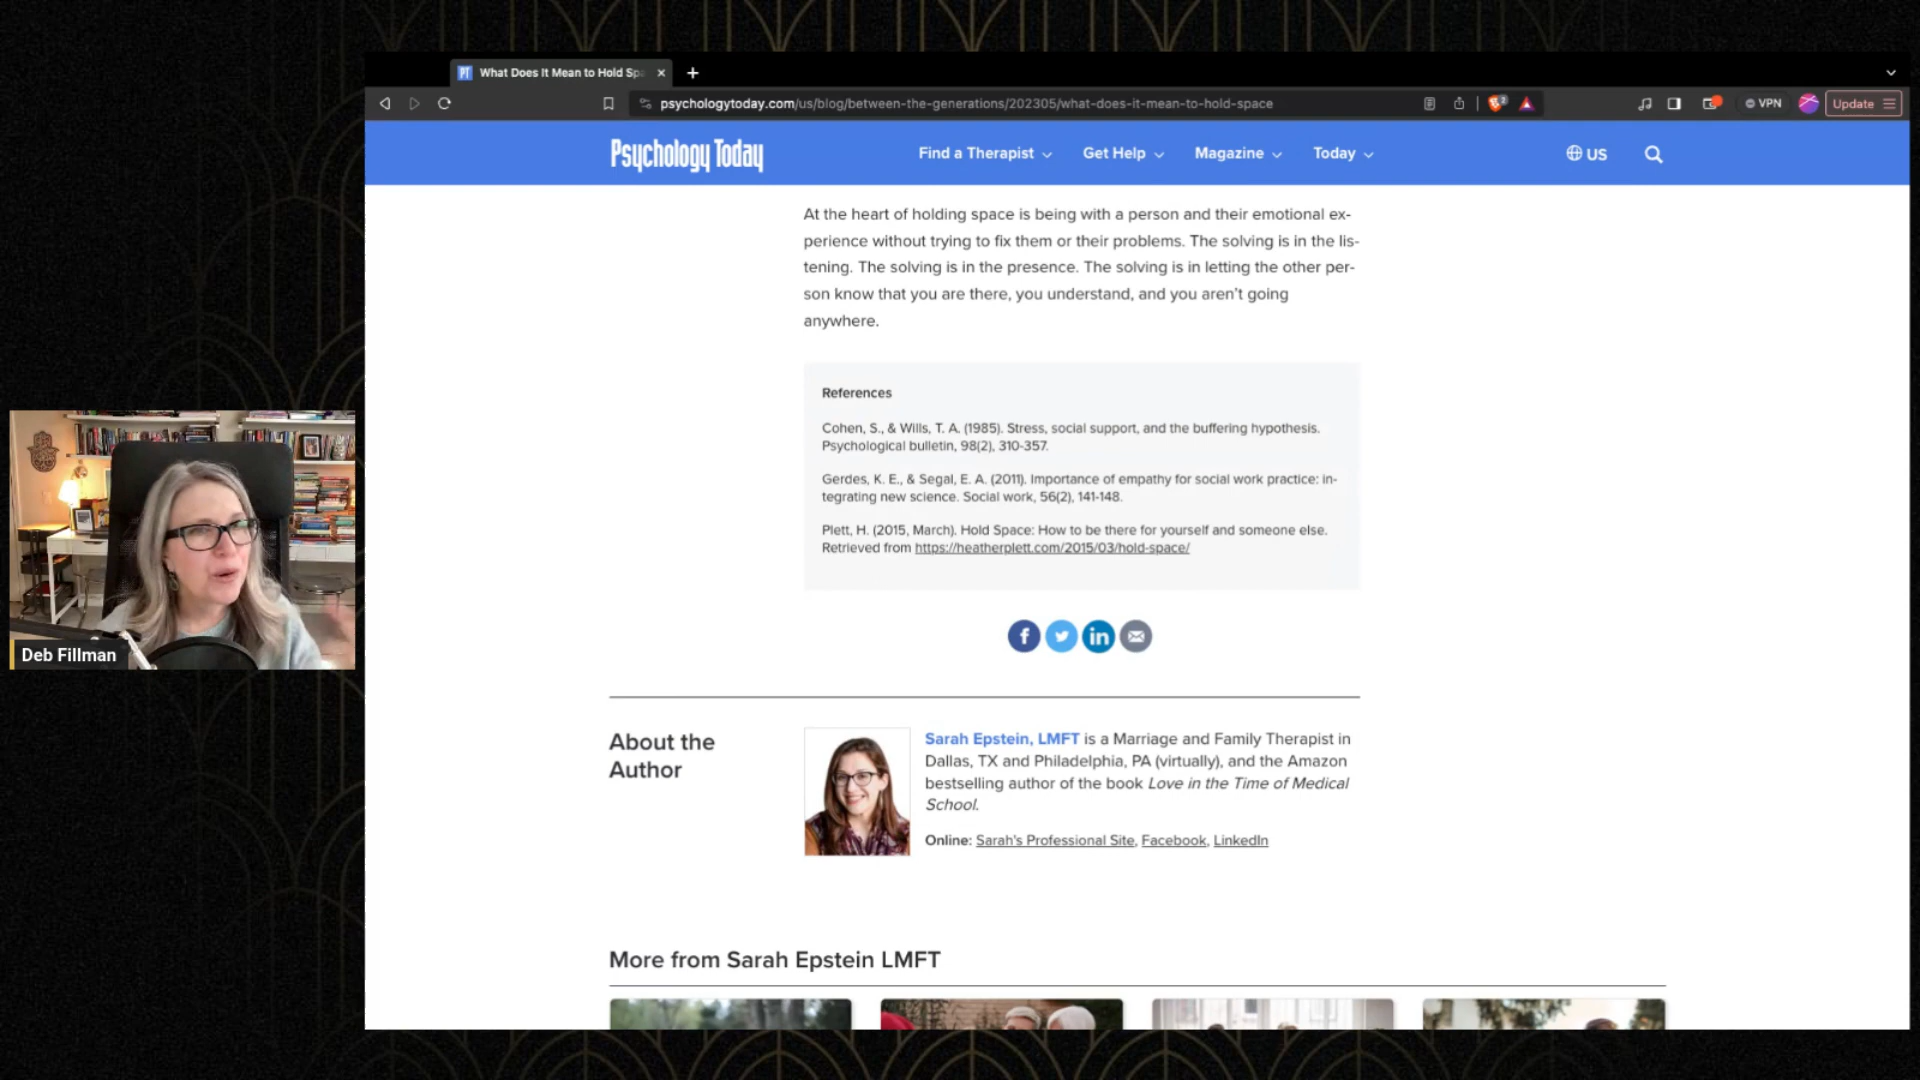 What Does It Mean to Hold Sp
psychologytoday.com/us/blog/between-the-generations/202305/what-does-it-mean-to-hold-space
2
VPN
Update
Psychology Today
Find a Therapist
Get Help
Magazine
Today
US
At the heart of holding space is being with a person and their emotional ex-
perience without trying to fix them or their problems. The solving is in the lis-
tening. The solving is in the presence. The solving is in letting the other per-
son know that you are there, you understand, and you aren't going
anywhere.
References
Cohen, S., & Wills, T. A. (1985). Stress, social support, and the buffering hypothesis.
Psychological bulletin, 98(2), 310-357.
Gerdes, K. E., & Segal, E. A. (2011). Importance of empathy for social work practice: in-
tegrating new science. Social work, 56(2), 141-148.
Plett, H. (2015, March). Hold Space: How to be there for yourself and someone else.
Retrieved from https://heatherplett.com/2015/03/hold-space/
Deb Fillman
About the
Author
Sarah Epstein, LMFT is a Marriage and Family Therapist in
Dallas, TX and Philadelphia, PA (virtually), and the Amazon
bestselling author of the book Love in the Time of Medical
School.
Online: Sarah's Professional Site, Facebook, LinkedIn
More from Sarah Epstein LMFT